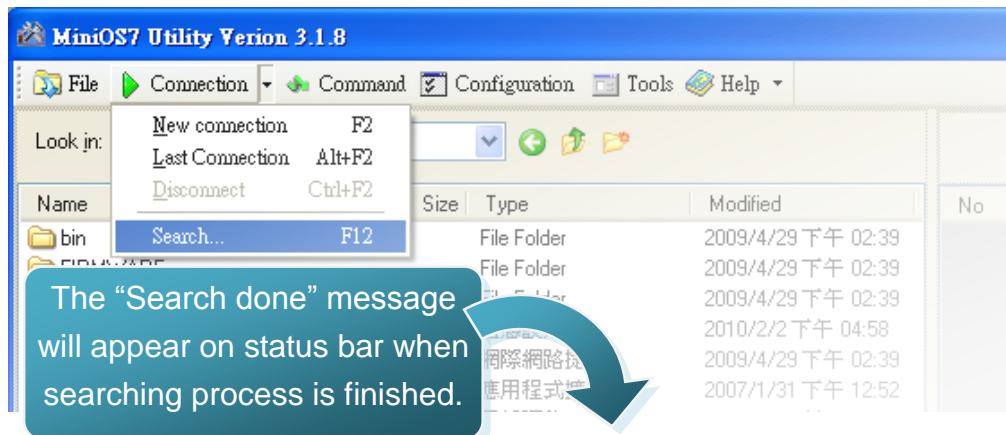 MiniOS7 Utility Verion 3.1.8
File Connection Command Configuration Tools Help
Look in:
New connection F2
Last Connection Alt+F2
Disconnect Ctrl+F2
Search... F12
Name Size Type Modified No
bin File Folder 2009/4/29 下午 02:39
FIRMWARE File Folder 2009/4/29 下午 02:39
2009/4/29 下午 02:39
2010/2/2 下午 04:58
網際網路捷 2009/4/29 下午 02:39
應用程式擴 2007/1/31 下午 12:52
The “Search done” message
will appear on status bar when
searching process is finished.